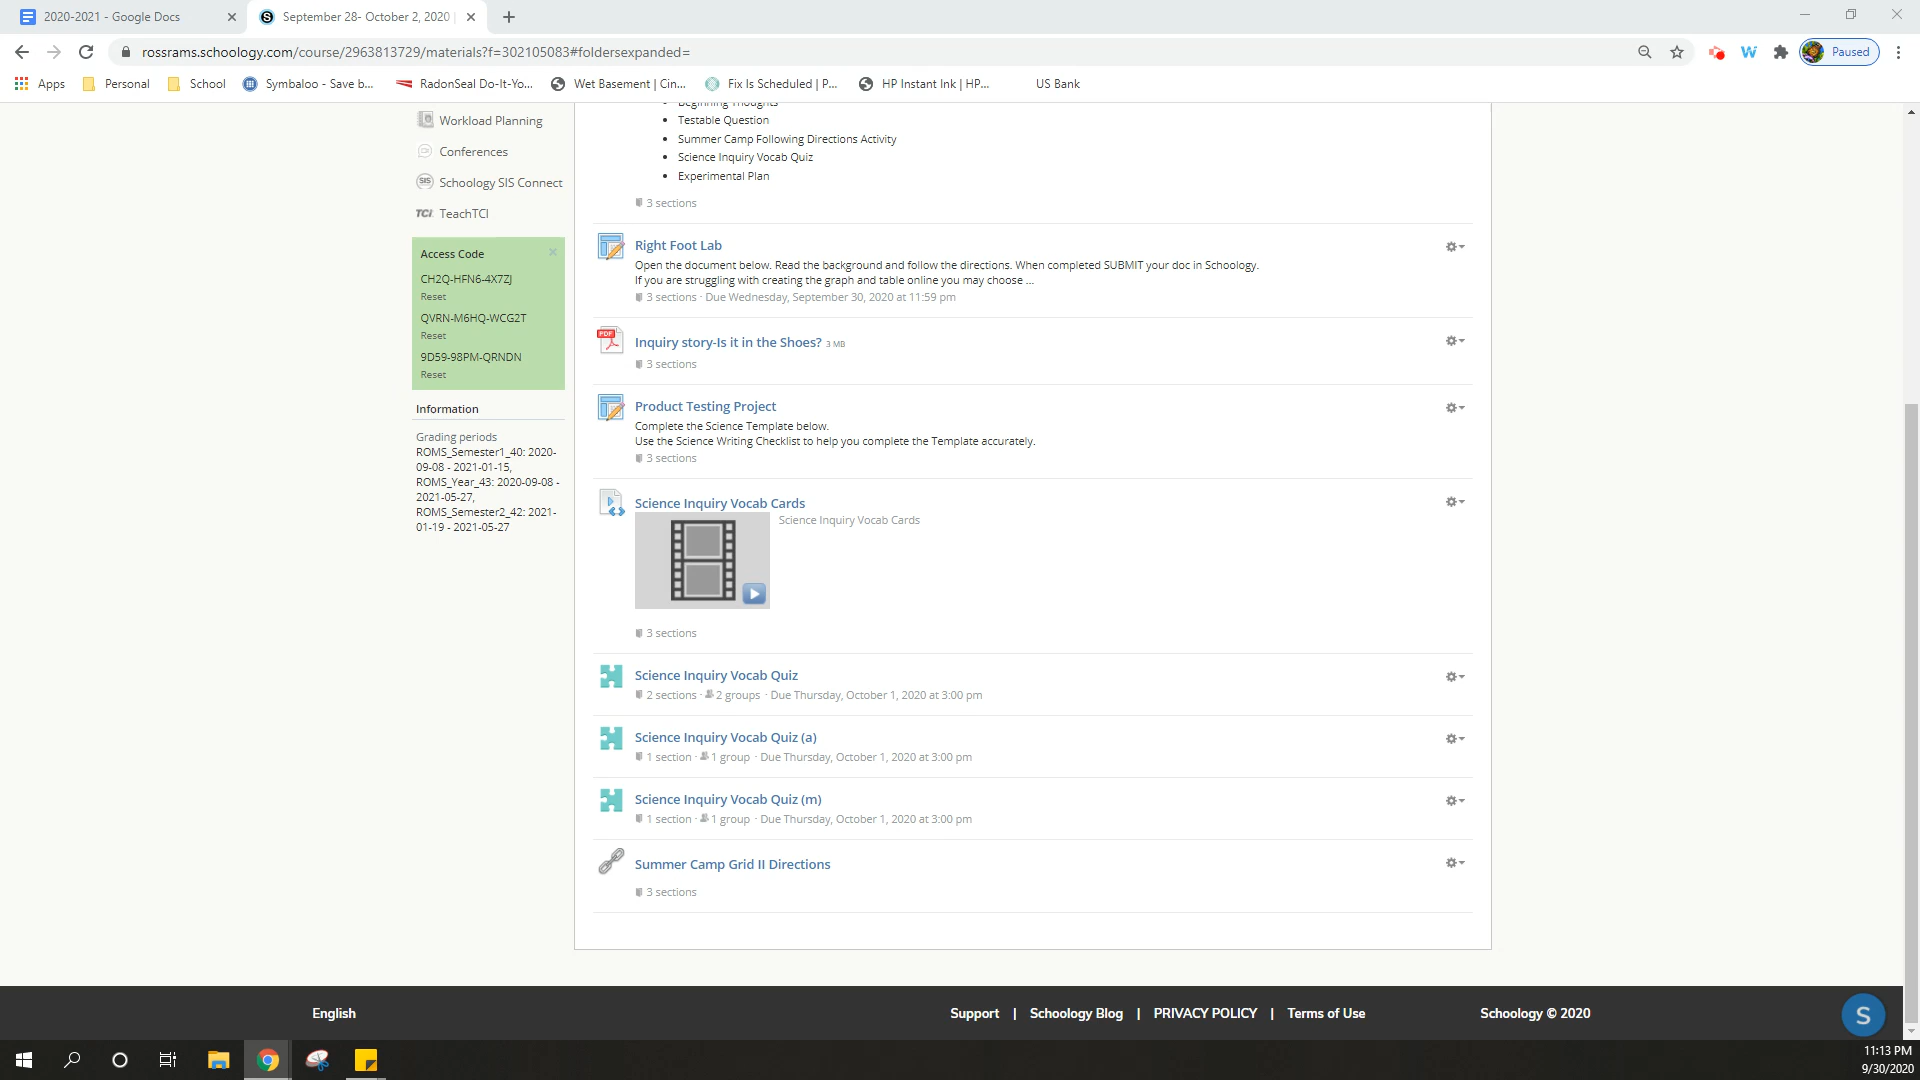 2020-2021 - Google Docs
September 28- October 2, 2020
rossrams.schoology.com/course/2963813729/materials?f=302105083#foldersexpanded=
Paused
Apps
Personal
School
Symbaloo - Save b...
RadonSeal Do-It-Yo...
Wet Basement | Cin...
Fix Is Scheduled | P...
HP Instant Ink | HP...
US Bank
Workload Planning
Conferences
SIS Schoology SIS Connect
TCi TeachTCI
Access Code
CH2Q-HFN6-4X7ZJ
Reset
QVRN-M6HQ-WCG2T
Reset
9D59-98PM-QRNDN
Reset
Information
Grading periods
ROMS_Semester1_40: 2020-
09-08 - 2021-01-15,
ROMS_Year_43: 2020-09-08 -
2021-05-27,
ROMS_Semester2_42: 2021-
01-19 - 2021-05-27
Beginning Thoughts
Testable Question
Summer Camp Following Directions Activity
Science Inquiry Vocab Quiz
Experimental Plan
3 sections
Right Foot Lab
Open the document below. Read the background and follow the directions. When completed SUBMIT your doc in Schoology.
If you are struggling with creating the graph and table online you may choose ...
3 sections · Due Wednesday, September 30, 2020 at 11:59 pm
PDF
Inquiry story-Is it in the Shoes? 3 MB
3 sections
Product Testing Project
Complete the Science Template below.
Use the Science Writing Checklist to help you complete the Template accurately.
3 sections
Science Inquiry Vocab Cards
Science Inquiry Vocab Cards
3 sections
Science Inquiry Vocab Quiz
2 sections · 2 groups · Due Thursday, October 1, 2020 at 3:00 pm
Science Inquiry Vocab Quiz (a)
1 section · 1 group · Due Thursday, October 1, 2020 at 3:00 pm
Science Inquiry Vocab Quiz (m)
1 section · 1 group · Due Thursday, October 1, 2020 at 3:00 pm
Summer Camp Grid II Directions
3 sections
English
Support | Schoology Blog | PRIVACY POLICY | Terms of Use
Schoology © 2020
S
11:13 PM
9/30/2020